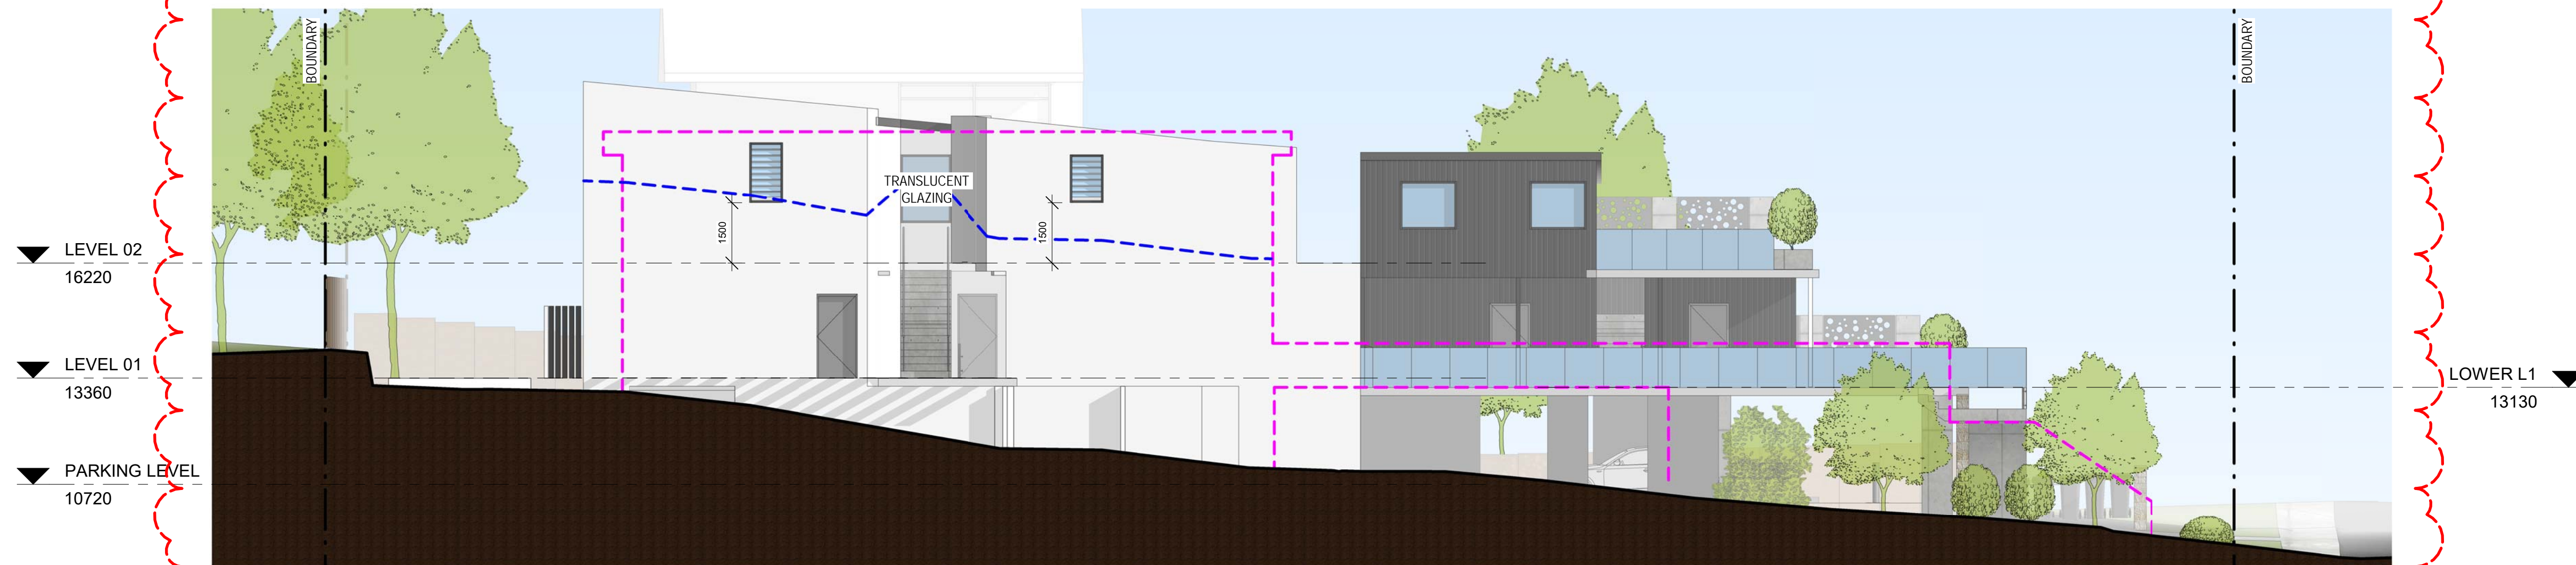 BOUNDARY
BOUNDARY
TRANSLUCENT
GLAZING
1500
1500
LEVEL 02
16220
LEVEL 01
13360
LOWER L1
13130
PARKING LEVEL
10720